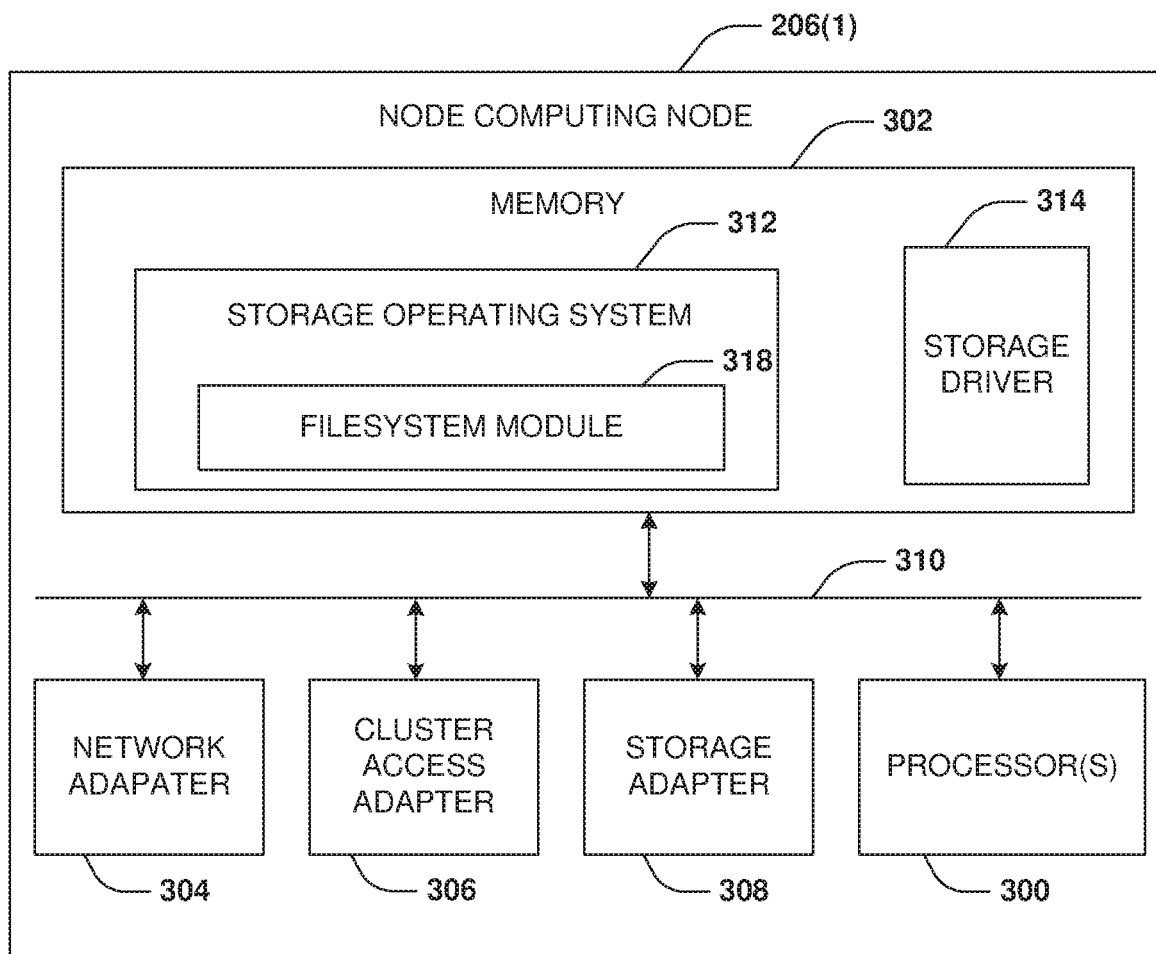 206(1)
NODE COMPUTING NODE
302
MEMORY
312
314
STORAGE OPERATING SYSTEM
318
FILESYSTEM MODULE
STORAGE
DRIVER
310
NETWORK
ADAPATER
CLUSTER
ACCESS
ADAPTER
STORAGE
ADAPTER
PROCESSOR(S)
304
306
308
300